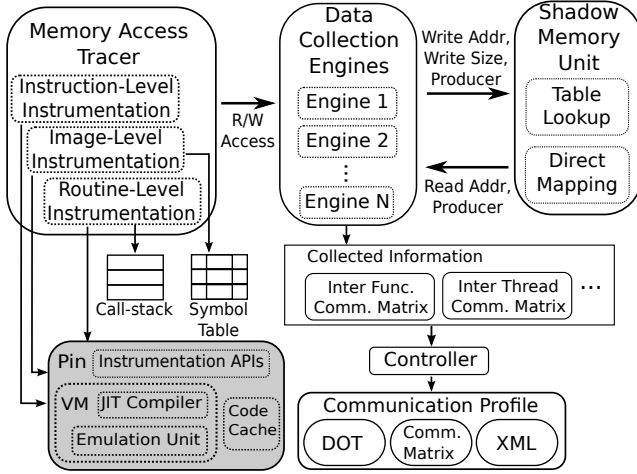 Memory Access
Tracer
Instruction-Level
Instrumentation
Image-Level
Instrumentation
Routine-Level
Instrumentation
R/W
Access
Data
Collection
Engines
Engine 1
Engine 2
⋮
Engine N
Write Addr,
Write Size,
Producer
Read Addr,
Producer
Shadow
Memory
Unit
Table
Lookup
Direct
Mapping
Call-stack
Symbol
Table
Collected Information
Inter Func.
Comm. Matrix
Inter Thread
Comm. Matrix
...
Pin
Instrumentation APIs
VM
JIT Compiler
Emulation Unit
Code
Cache
Controller
Communication Profile
DOT
Comm.
Matrix
XML